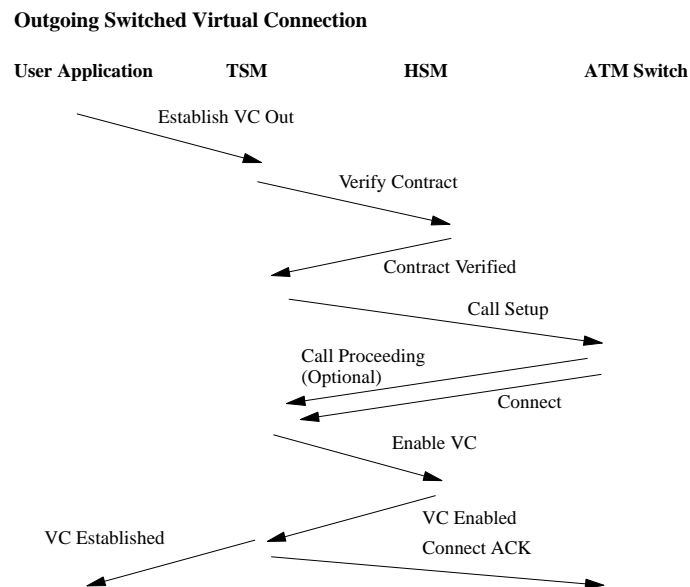 Outgoing Switched Virtual Connection
User Application TSM HSM ATM Switch
Establish VC Out
Verify Contract
Contract Verified
Call Setup
Call Proceeding
(Optional)
Connect
Enable VC
VC Enabled
VC Established
Connect ACK